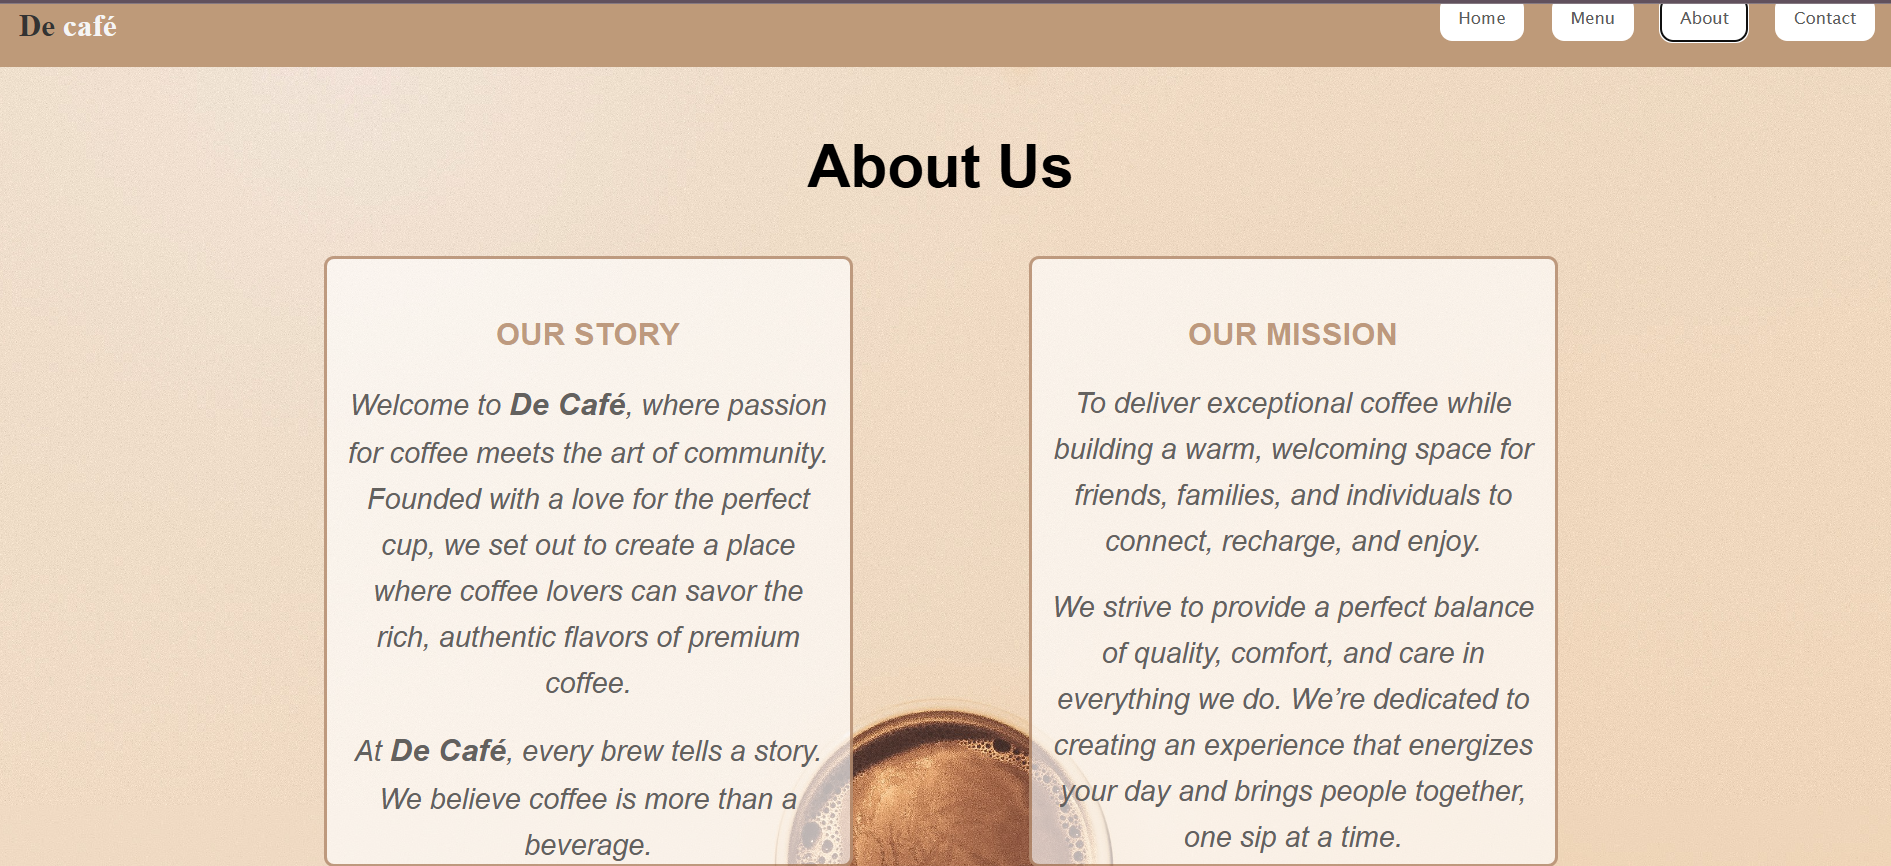 De café
Home
Menu
About
Contact
About Us
OUR STORY
Welcome to De Café, where passion
for coffee meets the art of community.
Founded with a love for the perfect
cup, we set out to create a place
where coffee lovers can savor the
rich, authentic flavors of premium
coffee.
At De Café, every brew tells a story.
We believe coffee is more than a
beverage.
OUR MISSION
To deliver exceptional coffee while
building a warm, welcoming space for
friends, families, and individuals to
connect, recharge, and enjoy.
We strive to provide a perfect balance
of quality, comfort, and care in
everything we do. We’re dedicated to
creating an experience that energizes
your day and brings people together,
one sip at a time.